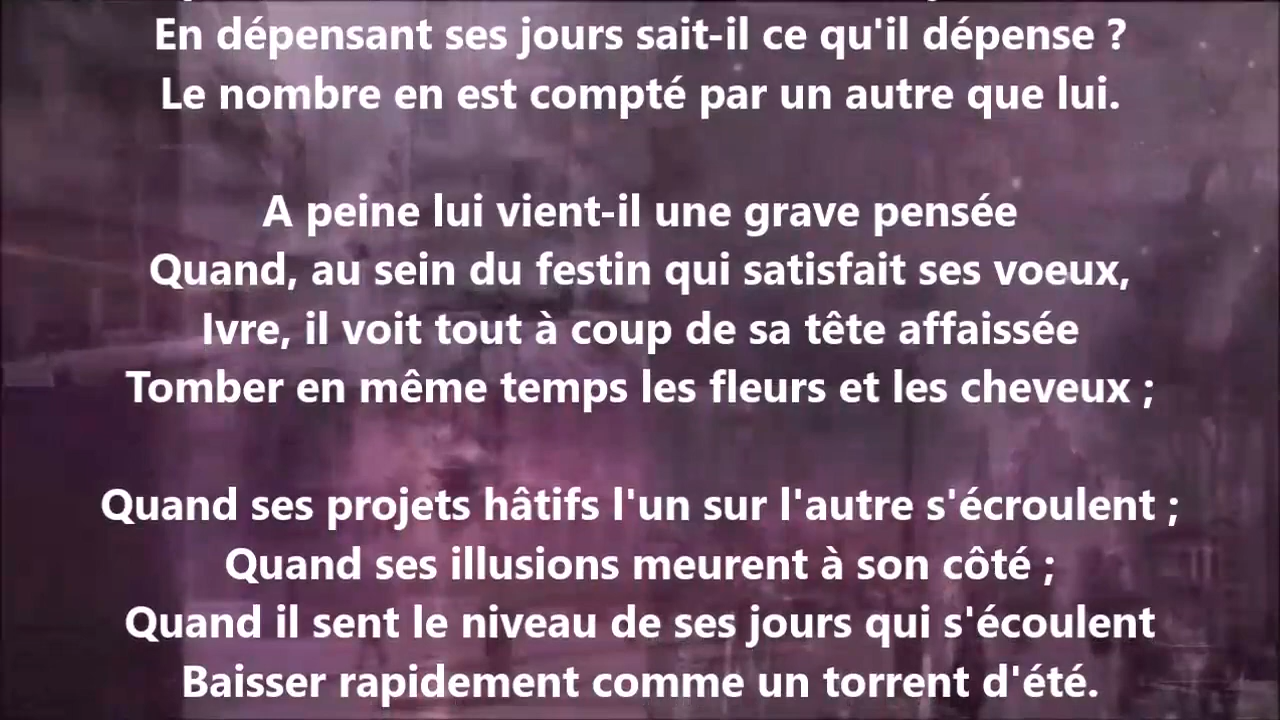 En dépensant ses jours sait-il ce qu'il dépense ?
Le nombre en est compté par un autre que lui.
A peine lui vient-il une grave pensée
Quand, au sein du festin qui satisfait ses voeux,
Ivre, il voit tout à coup de sa tête affaissée
Tomber en même temps les fleurs et les cheveux ;
Quand ses projets hâtifs l'un sur l'autre s'écroulent ;
Quand ses illusions meurent à son côté ;
Quand il sent le niveau de ses jours qui s'écoulent
Baisser rapidement comme un torrent d'été.